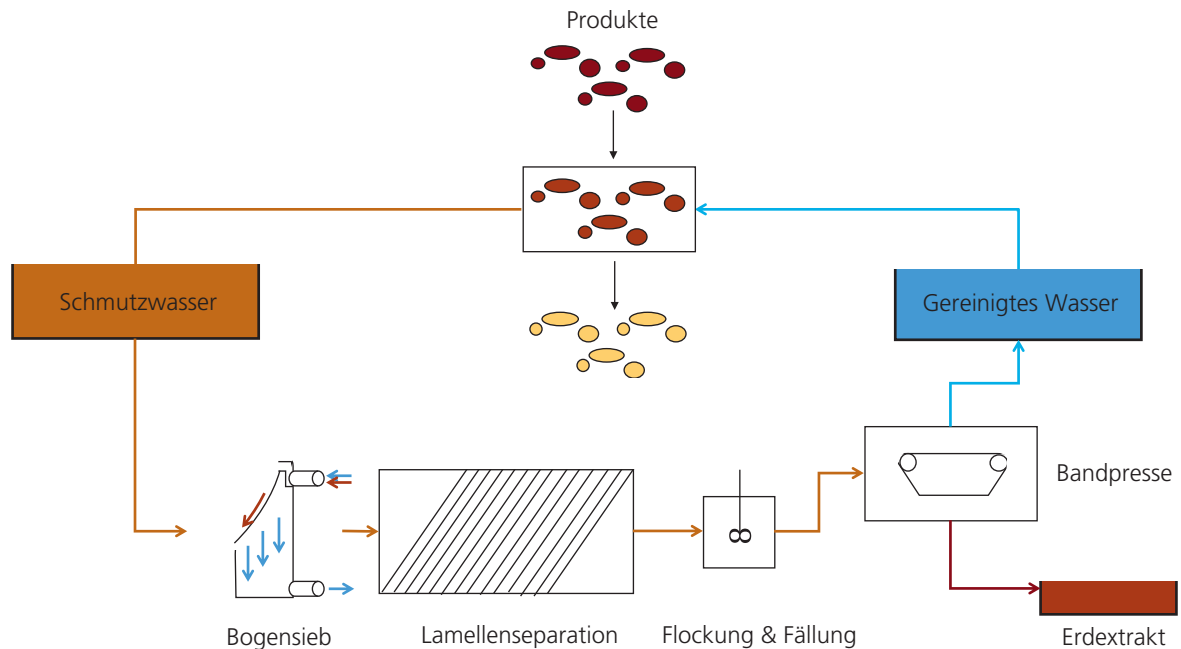 Produkte
Schmutzwasser
Gereinigtes Wasser
Bandpresse
Bogensieb
Lamellenseparation
Flockung & Fällung
Erdextrakt